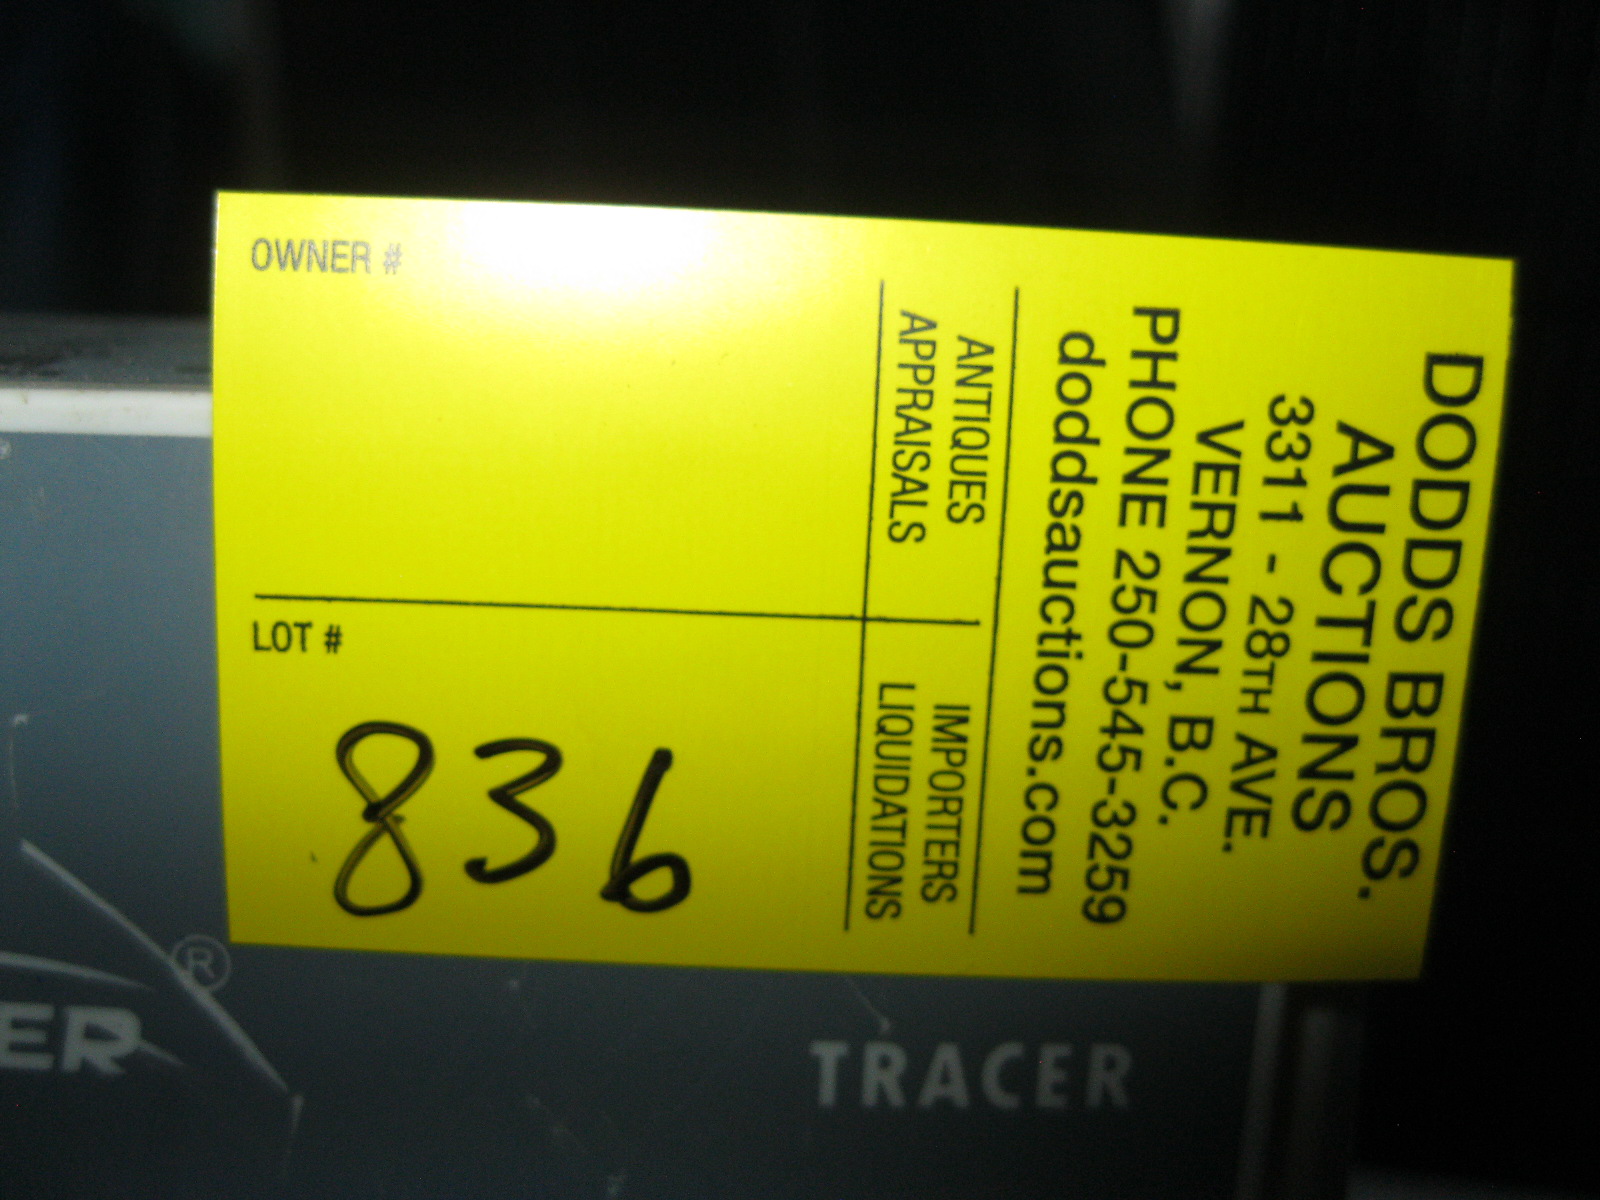 OWNER #
LOT #
836
DODDS BROS.
AUCTIONS
3311 - 28TH AVE.
VERNON, B.C.
PHONE 250-545-3259
doddsauctions.com
ANTIQUES
APPRAISALS
IMPORTERS
LIQUIDATIONS
®
ER
TRACER